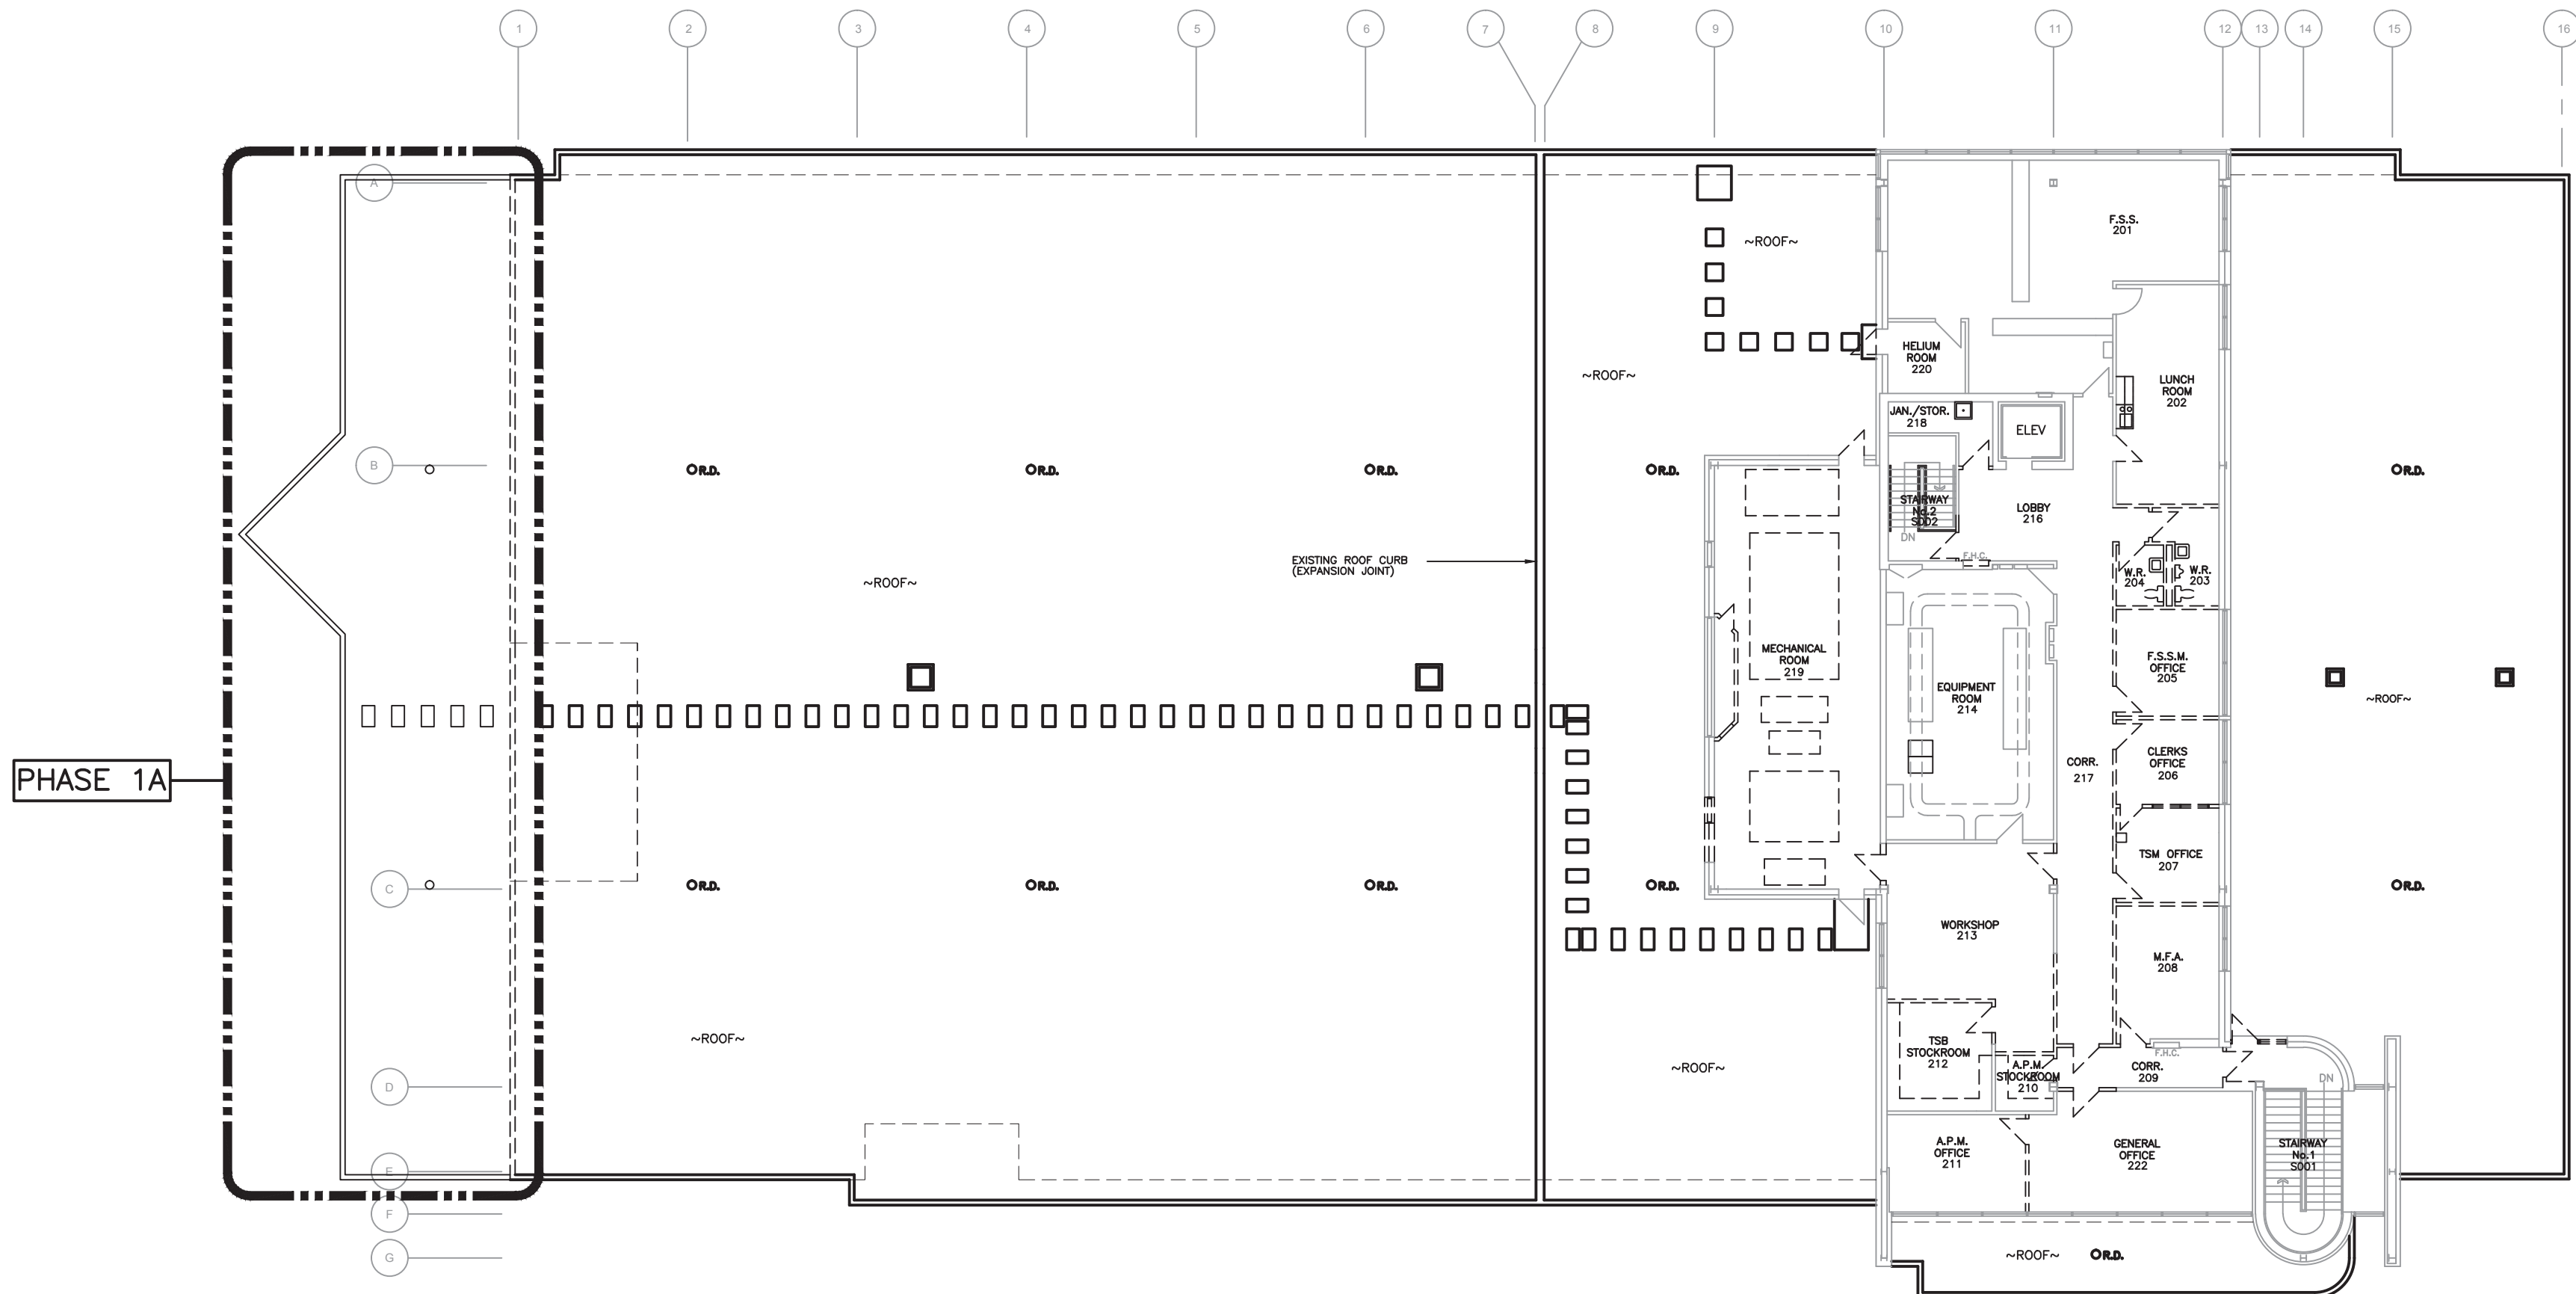 1
2
3
4
5
6
7
8
9
10
11
12
13
14
15
16
A
B
C
D
E
F
G
PHASE 1A
~ROOF~
~ROOF~
~ROOF~
~ROOF~
~ROOF~
~ROOF~
~ROOF~
R.D.
R.D.
R.D.
R.D.
R.D.
R.D.
R.D.
R.D.
R.D.
R.D.
R.D.
EXISTING ROOF CURB
(EXPANSION JOINT)
F.S.S.
201
HELIUM
ROOM
220
LUNCH
ROOM
202
JAN./STOR.
218
ELEV
STAIRWAY
No.2
S002
DN
LOBBY
216
F.H.C.
W.R.
204
W.R.
203
MECHANICAL
ROOM
219
EQUIPMENT
ROOM
214
F.S.S.M.
OFFICE
205
CLERKS
OFFICE
206
CORR.
217
TSM OFFICE
207
WORKSHOP
213
M.F.A.
208
TSB
STOCKROOM
212
A.P.M.
STOCKROOM
210
F.H.C.
CORR.
209
DN
A.P.M.
OFFICE
211
GENERAL
OFFICE
222
STAIRWAY
No.1
S001